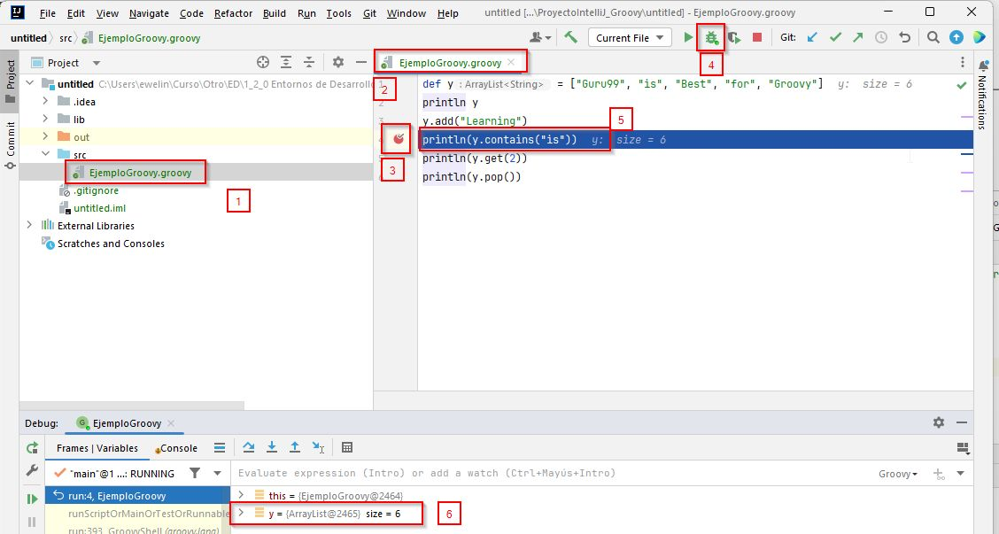 File Edit View Navigate Code Refactor Build Run Tools Git Window Help untitled [...\ProyectoIntelliJ_Groovy\untitled] - EjemploGroovy.groovy
untitled src EjemploGroovy.groovy Current File Git:
4
Project
Project
Commit
Notifications
EjemploGroovy.groovy
untitled C:\Users\ewelin\Curso\Otro\ED\1_2_0 Entornos de Desarroll
.idea
lib
out
src
EjemploGroovy.groovy
.gitignore
untitled.iml
External Libraries
Scratches and Consoles
1
2
3
5
1 def y : ArrayList<String> = ["Guru99", "is", "Best", "for", "Groovy"] y: size = 6
2 println y
3 y.add("Learning")
println(y.contains("is")) y: size = 6
println(y.get(2))
println(y.pop())
Debug: EjemploGroovy
Frames | Variables Console
"main"@1 ...: RUNNING Evaluate expression (Intro) or add a watch (Ctrl+Mayús+Intro) Groovy
run:4, EjemploGroovy
runScriptOrMainOrTestOrRunnable
run:393, GroovyShell (groovy.lang)
this = {EjemploGroovy@2464}
y = {ArrayList@2465} size = 6
6